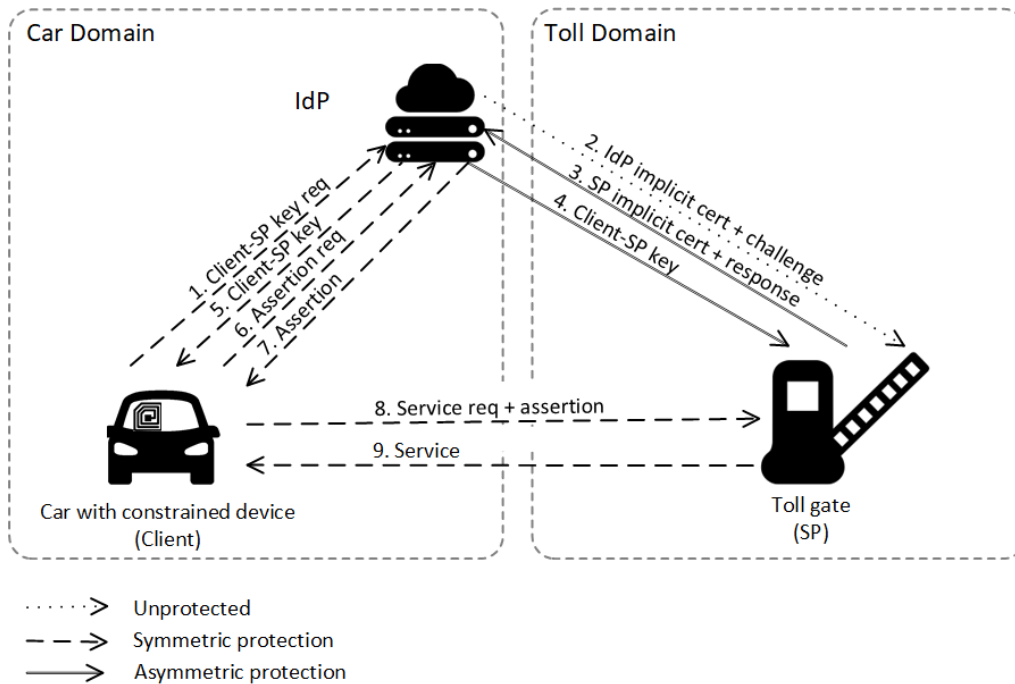 Car Domain
Toll Domain
IdP
1. Client-SP key req
5. Client-SP key
6. Assertion req
7. Assertion
2. IdP implicit cert + challenge
3. SP implicit cert + response
4. Client-SP key
8. Service req + assertion
9. Service
Car with constrained device
(Client)
Toll gate
(SP)
Unprotected
Symmetric protection
Asymmetric protection